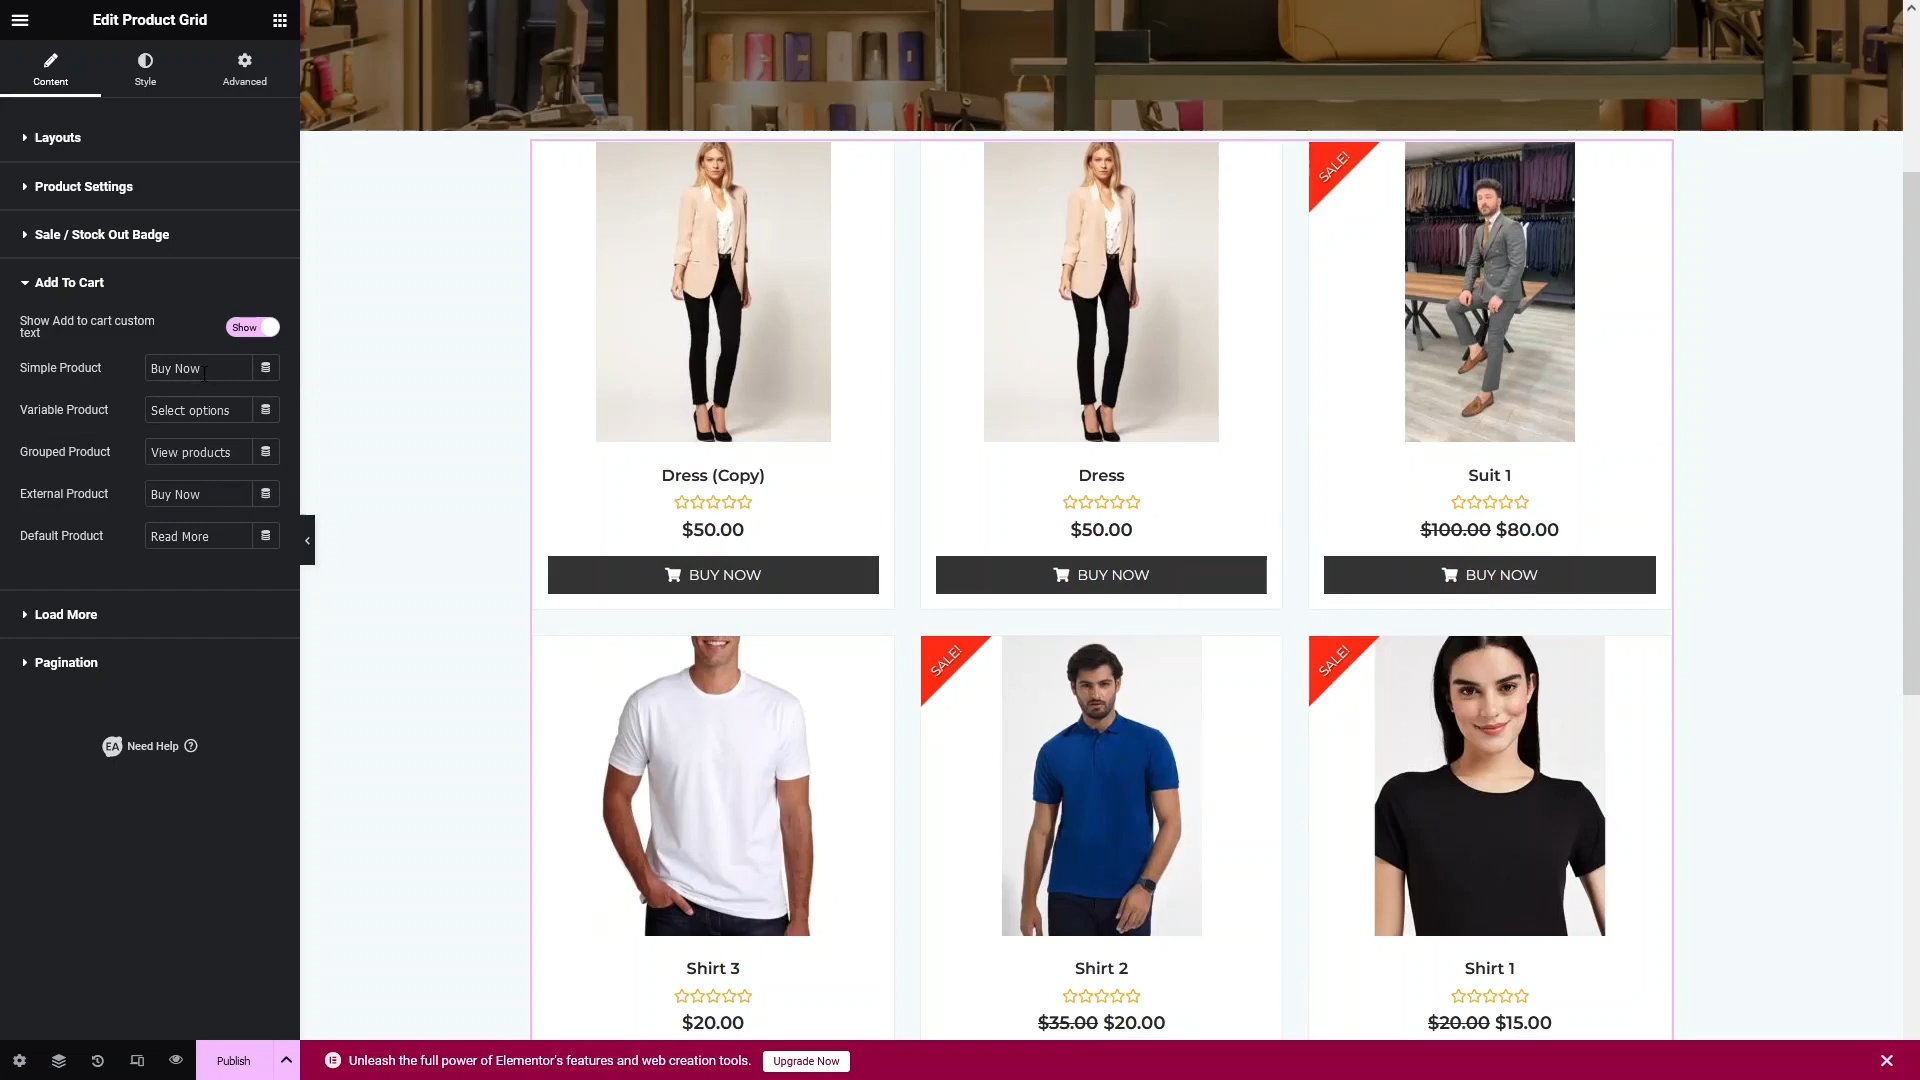 Edit Product Grid
Content
Style
Advanced
Layouts
Product Settings
Sale / Stock Out Badge
Add To Cart
Show Add to cart custom
text
Show
Simple Product
Buy Now
Variable Product
Select options
Grouped Product
View products
External Product
Buy Now
Default Product
Read More
Load More
Pagination
EA Need Help ?
Publish
SALE!
Dress (Copy)
Dress
Suit 1
$50.00
$50.00
$100.00 $80.00
BUY NOW
BUY NOW
BUY NOW
SALE!
SALE!
Shirt 3
Shirt 2
Shirt 1
$20.00
$35.00 $20.00
$20.00 $15.00
Unleash the full power of Elementor's features and web creation tools.
Upgrade Now